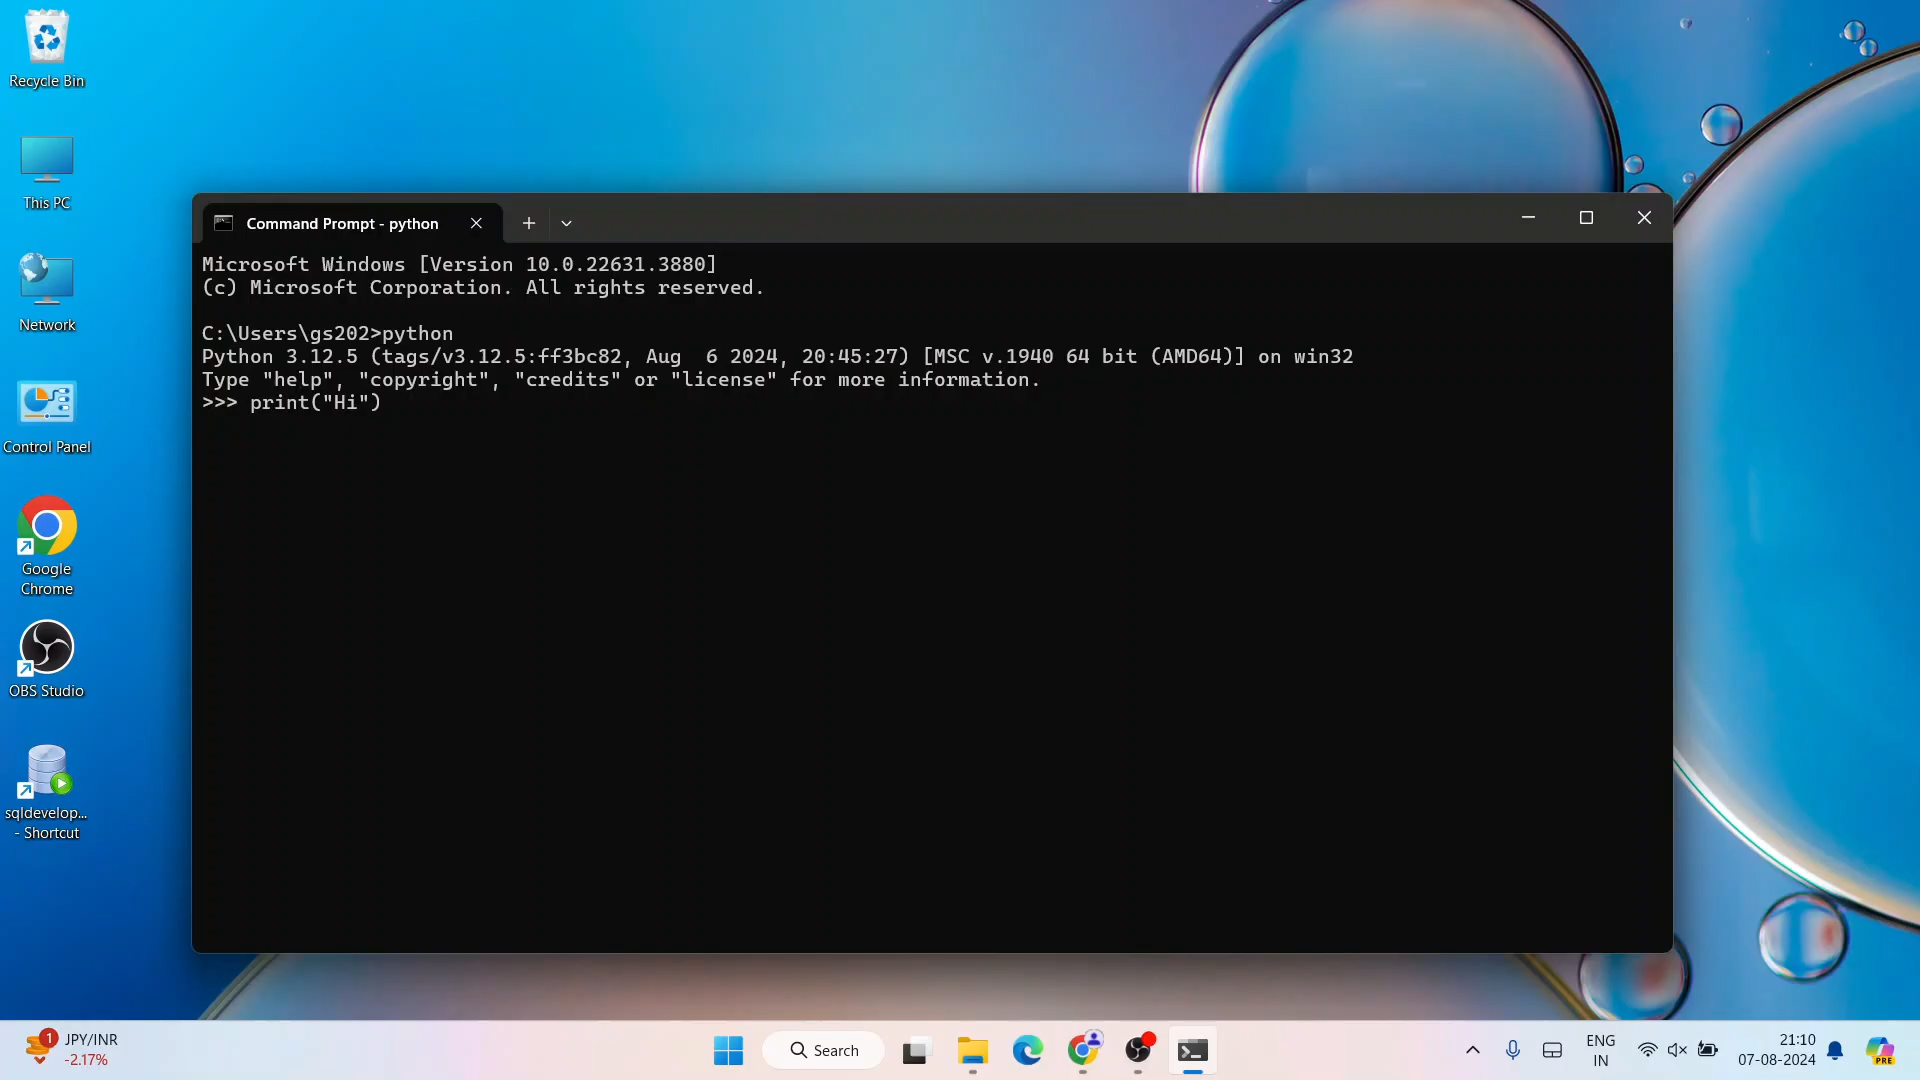 Recycle Bin
This PC
Network
Control Panel
Google
Chrome
OBS Studio
sqldevelop...
- Shortcut
Command Prompt - python
Microsoft Windows [Version 10.0.22631.3880]
(c) Microsoft Corporation. All rights reserved.
C:\Users\gs202>python
Python 3.12.5 (tags/v3.12.5:ff3bc82, Aug  6 2024, 20:45:27) [MSC v.1940 64 bit (AMD64)] on win32
Type "help", "copyright", "credits" or "license" for more information.
>>> print("Hi")
1
JPY/INR
-2.17%
Search
ENG
IN
21:10
07-08-2024
PRE